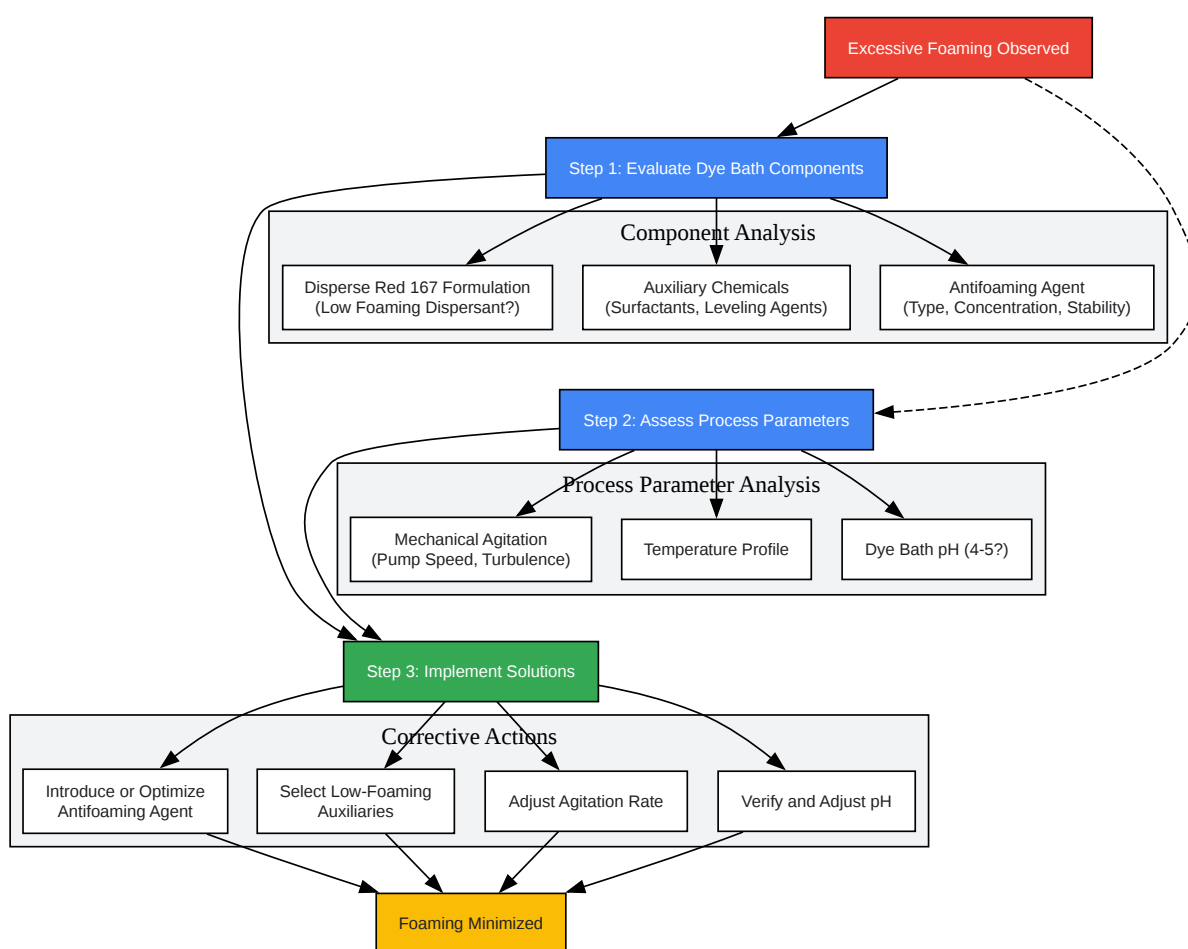 Excessive Foaming Observed
Step 1: Evaluate Dye Bath Components
Component Analysis
Disperse Red 167 Formulation
(Low Foaming Dispersant?)
Auxiliary Chemicals
(Surfactants, Leveling Agents)
Antifoaming Agent
(Type, Concentration, Stability)
Step 2: Assess Process Parameters
Process Parameter Analysis
Mechanical Agitation
(Pump Speed, Turbulence)
Temperature Profile
Dye Bath pH (4-5?)
Step 3: Implement Solutions
Corrective Actions
Introduce or Optimize
Antifoaming Agent
Select Low-Foaming
Auxiliaries
Adjust Agitation Rate
Verify and Adjust pH
Foaming Minimized